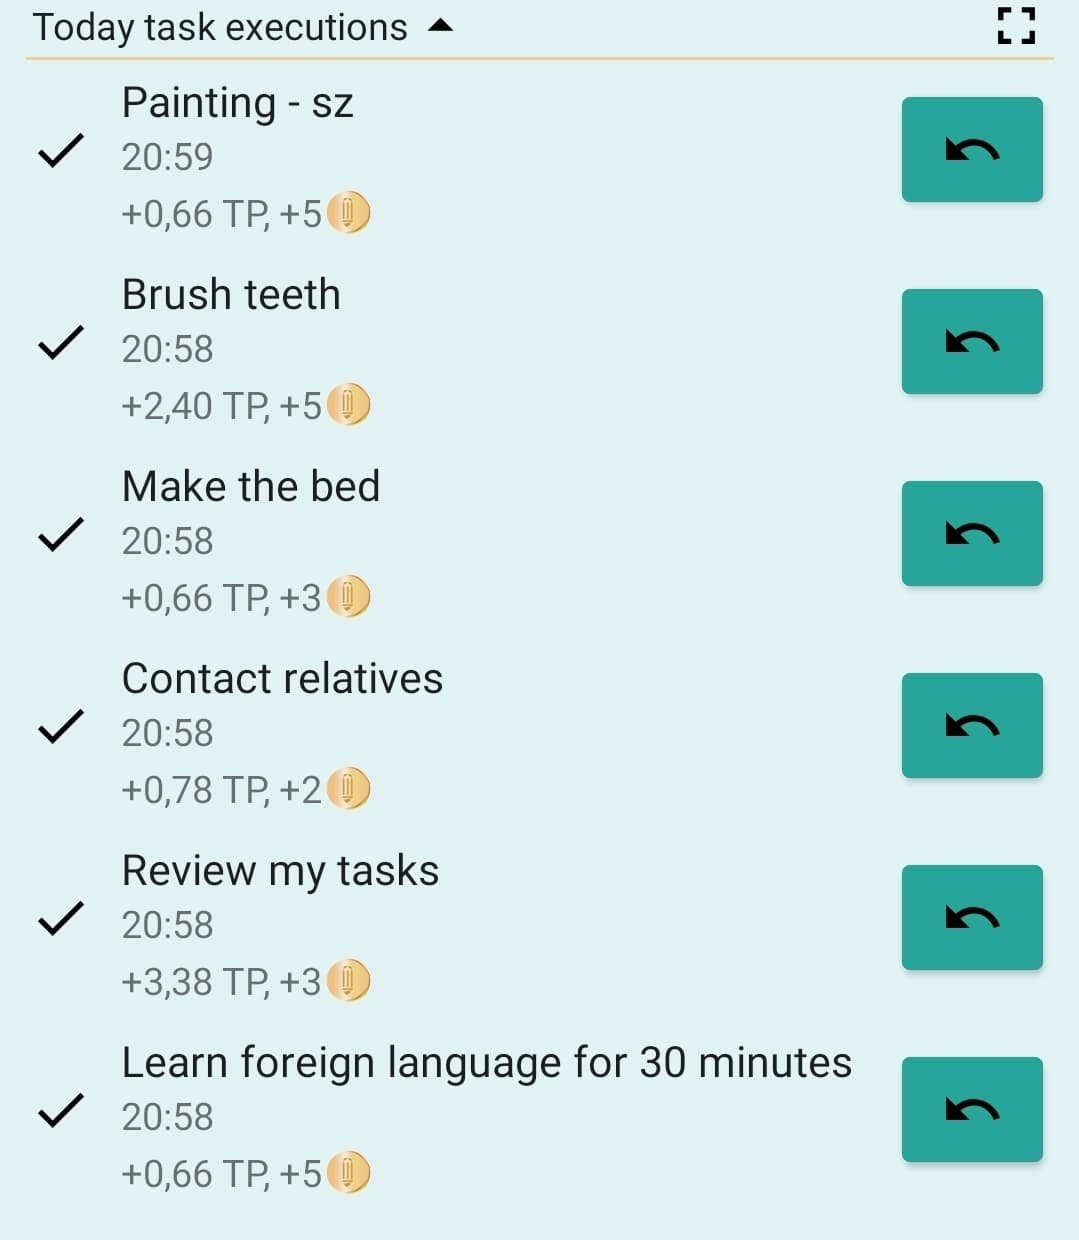 Today task executions
Painting - sz
20:59
+0,66 TP, +5
Brush teeth
20:58
+2,40 TP, +5
Make the bed
20:58
+0,66 TP, +3
Contact relatives
20:58
+0,78 TP, +2
Review my tasks
20:58
+3,38 TP, +3
Learn foreign language for 30 minutes
20:58
+0,66 TP, +5